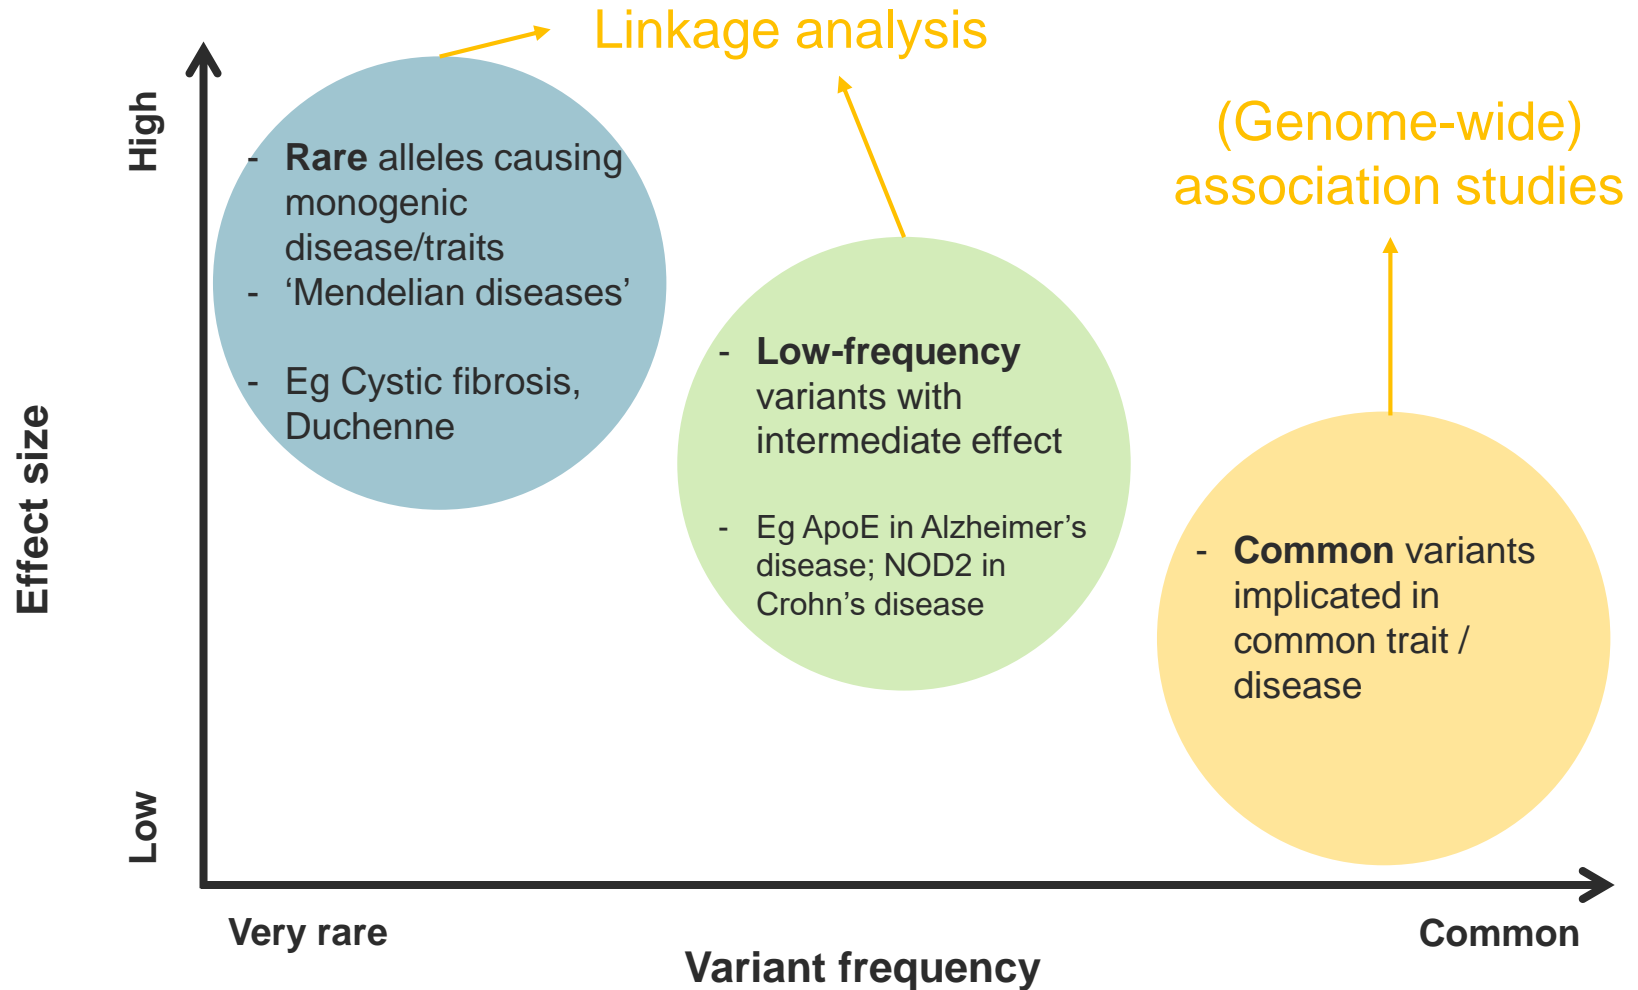 Linkage analysis
(Genome-wide)
association studies
High
- Rare alleles causing
monogenic
disease/traits
- ‘Mendelian diseases’
- Eg Cystic fibrosis,
Duchenne
- Low-frequency
variants with
intermediate effect
- Eg ApoE in Alzheimer’s
disease; NOD2 in
Crohn’s disease
- Common variants
implicated in
common trait /
disease
Effect size
Low
Very rare
Common
Variant frequency